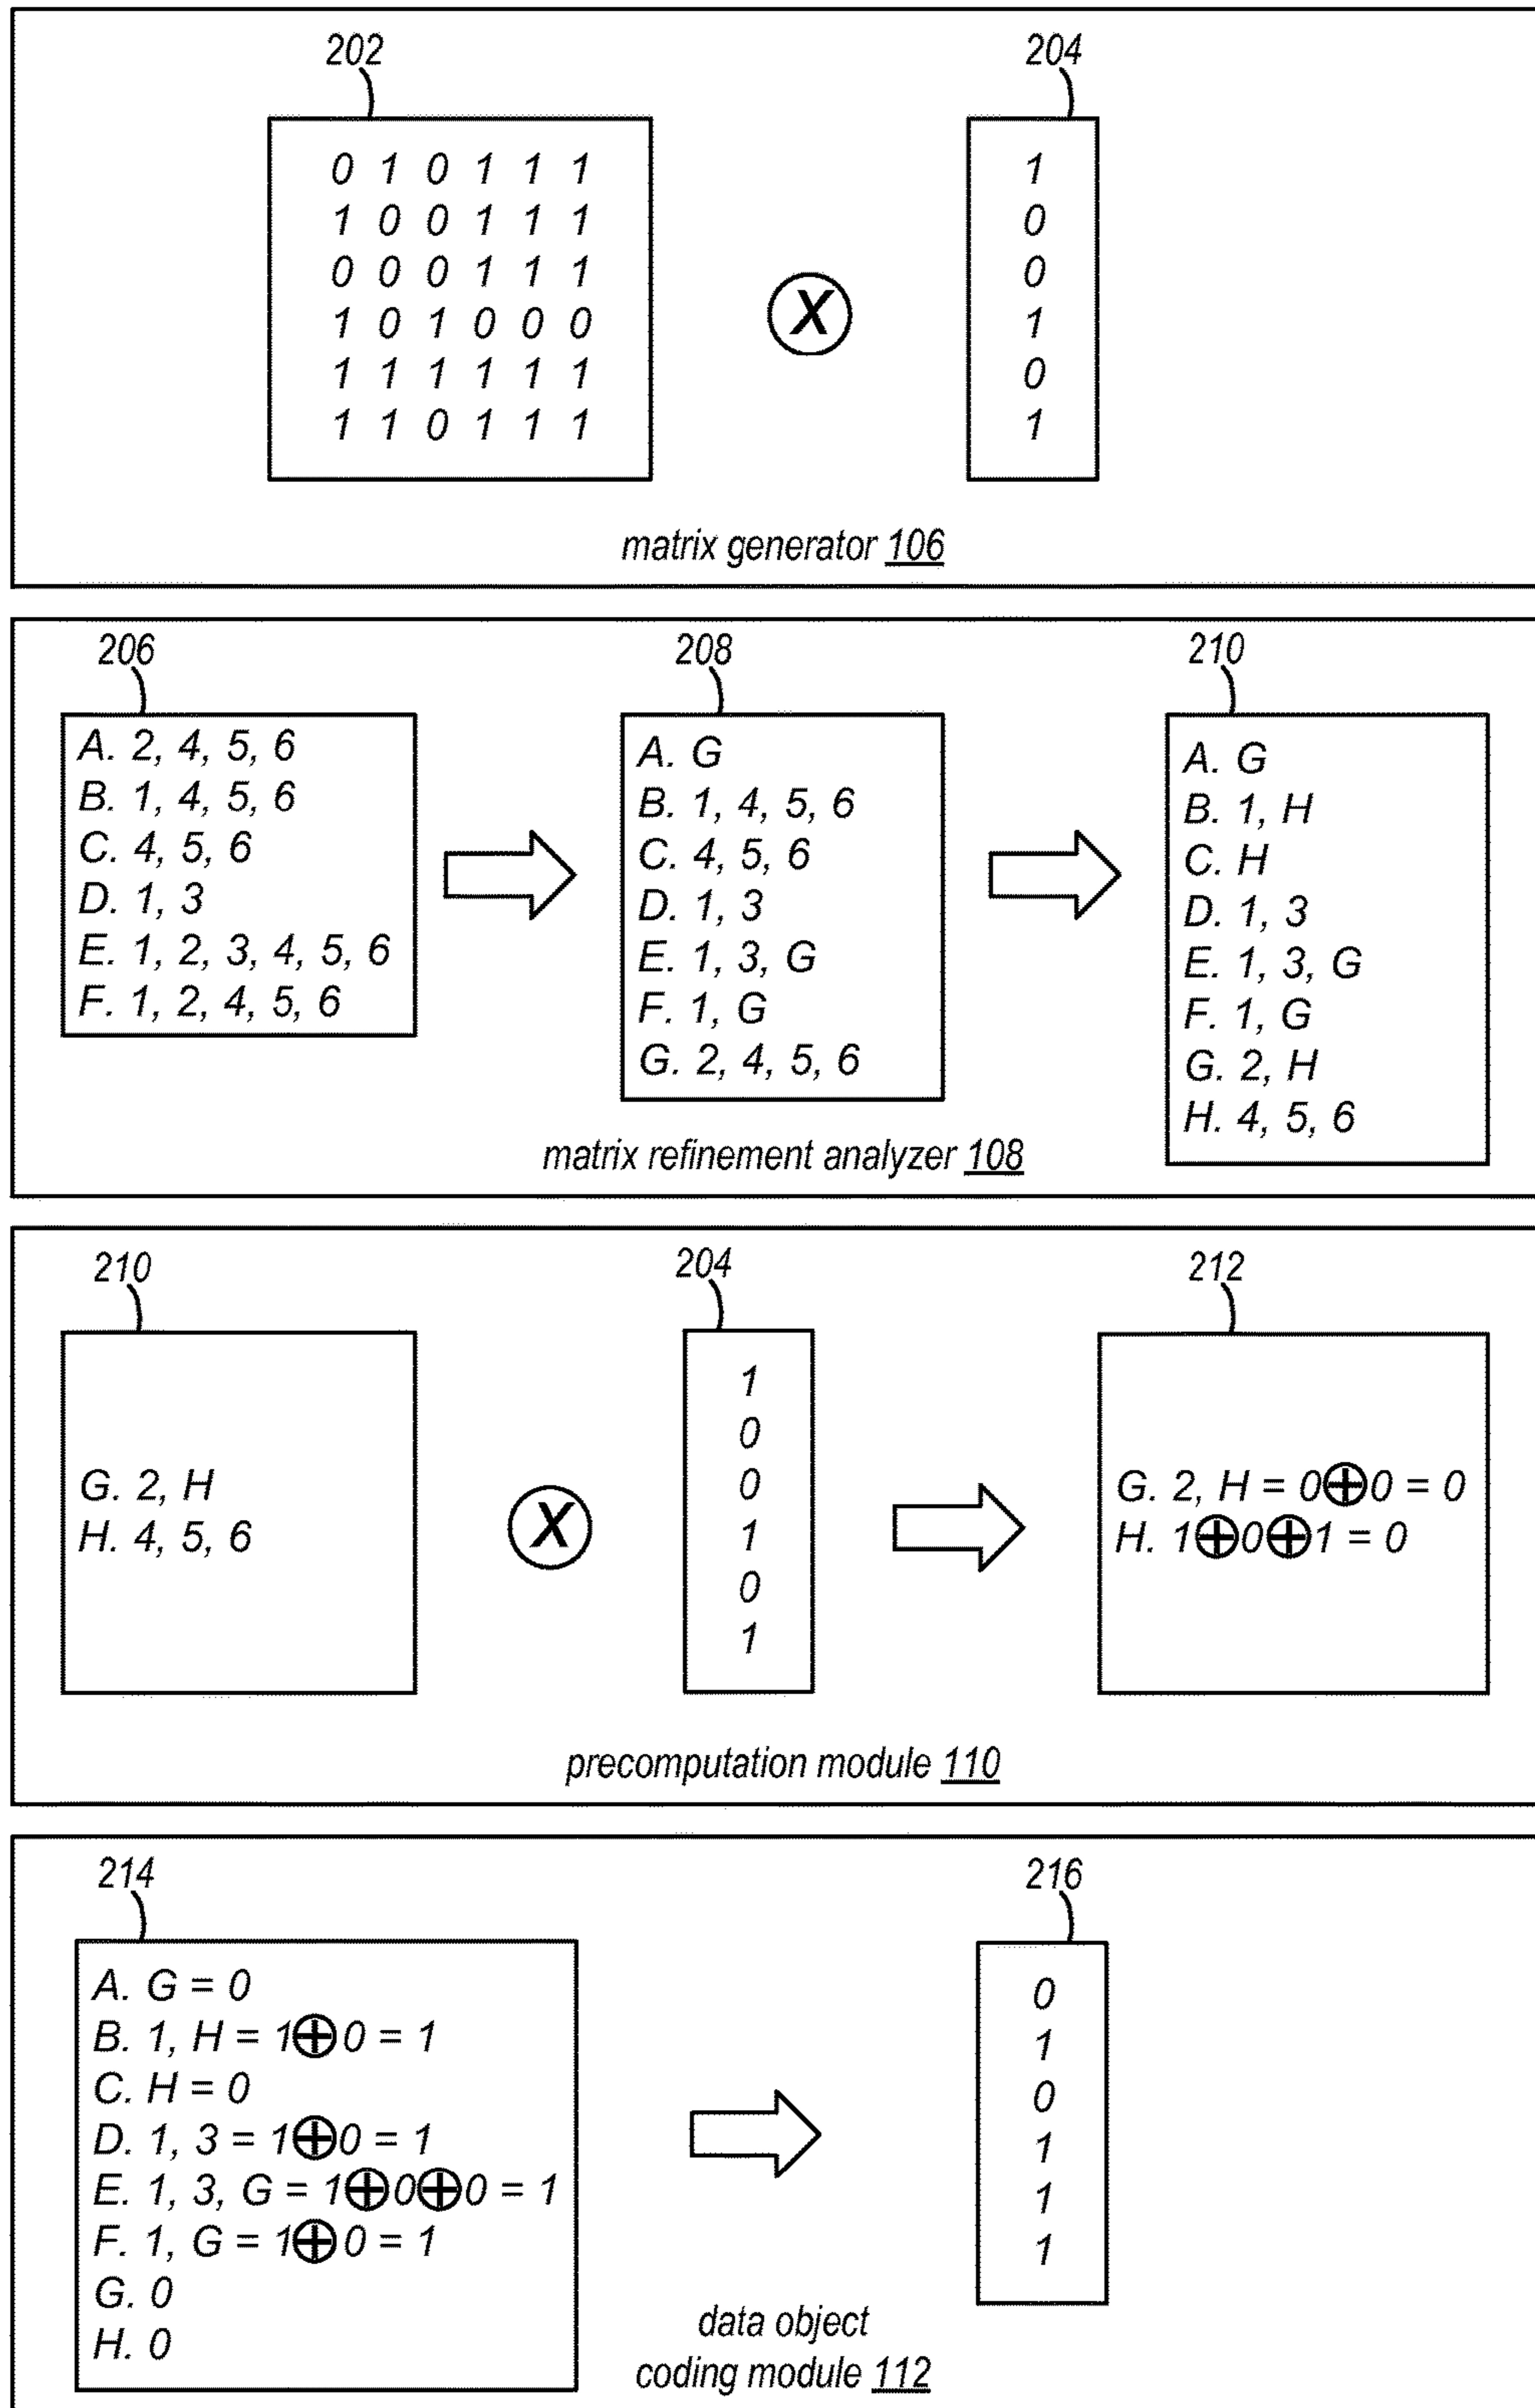 202
204
0 1 0 1 1 1
1 0 0 1 1 1
0 0 0 1 1 1
1 0 1 0 0 0
1 1 1 1 1 1
1 1 0 1 1 1
X
1
0
0
1
0
1
matrix generator 106
206
208
210
A. 2, 4, 5, 6
B. 1, 4, 5, 6
C. 4, 5, 6
D. 1, 3
E. 1, 2, 3, 4, 5, 6
F. 1, 2, 4, 5, 6
A. G
B. 1, 4, 5, 6
C. 4, 5, 6
D. 1, 3
E. 1, 3, G
F. 1, G
G. 2, 4, 5, 6
A. G
B. 1, H
C. H
D. 1, 3
E. 1, 3, G
F. 1, G
G. 2, H
H. 4, 5, 6
matrix refinement analyzer 108
210
204
212
G. 2, H
H. 4, 5, 6
X
1
0
0
1
0
1
G. 2, H = 0⊕0 = 0
H. 1⊕0⊕1 = 0
precomputation module 110
214
216
A. G = 0
B. 1, H = 1⊕0 = 1
C. H = 0
D. 1, 3 = 1⊕0 = 1
E. 1, 3, G = 1⊕0⊕0 = 1
F. 1, G = 1⊕0 = 1
G. 0
H. 0
0
1
0
1
1
1
data object
coding module 112